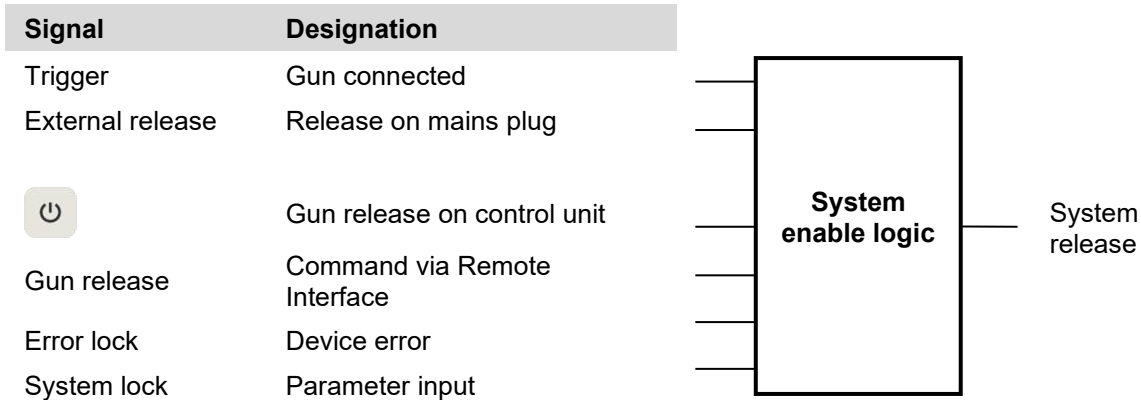 Signal Designation
Trigger Gun connected
External release Release on mains plug
Gun release on control unit
Gun release Command via Remote
Interface
Error lock Device error
System lock Parameter input
System
enable logic
System
release